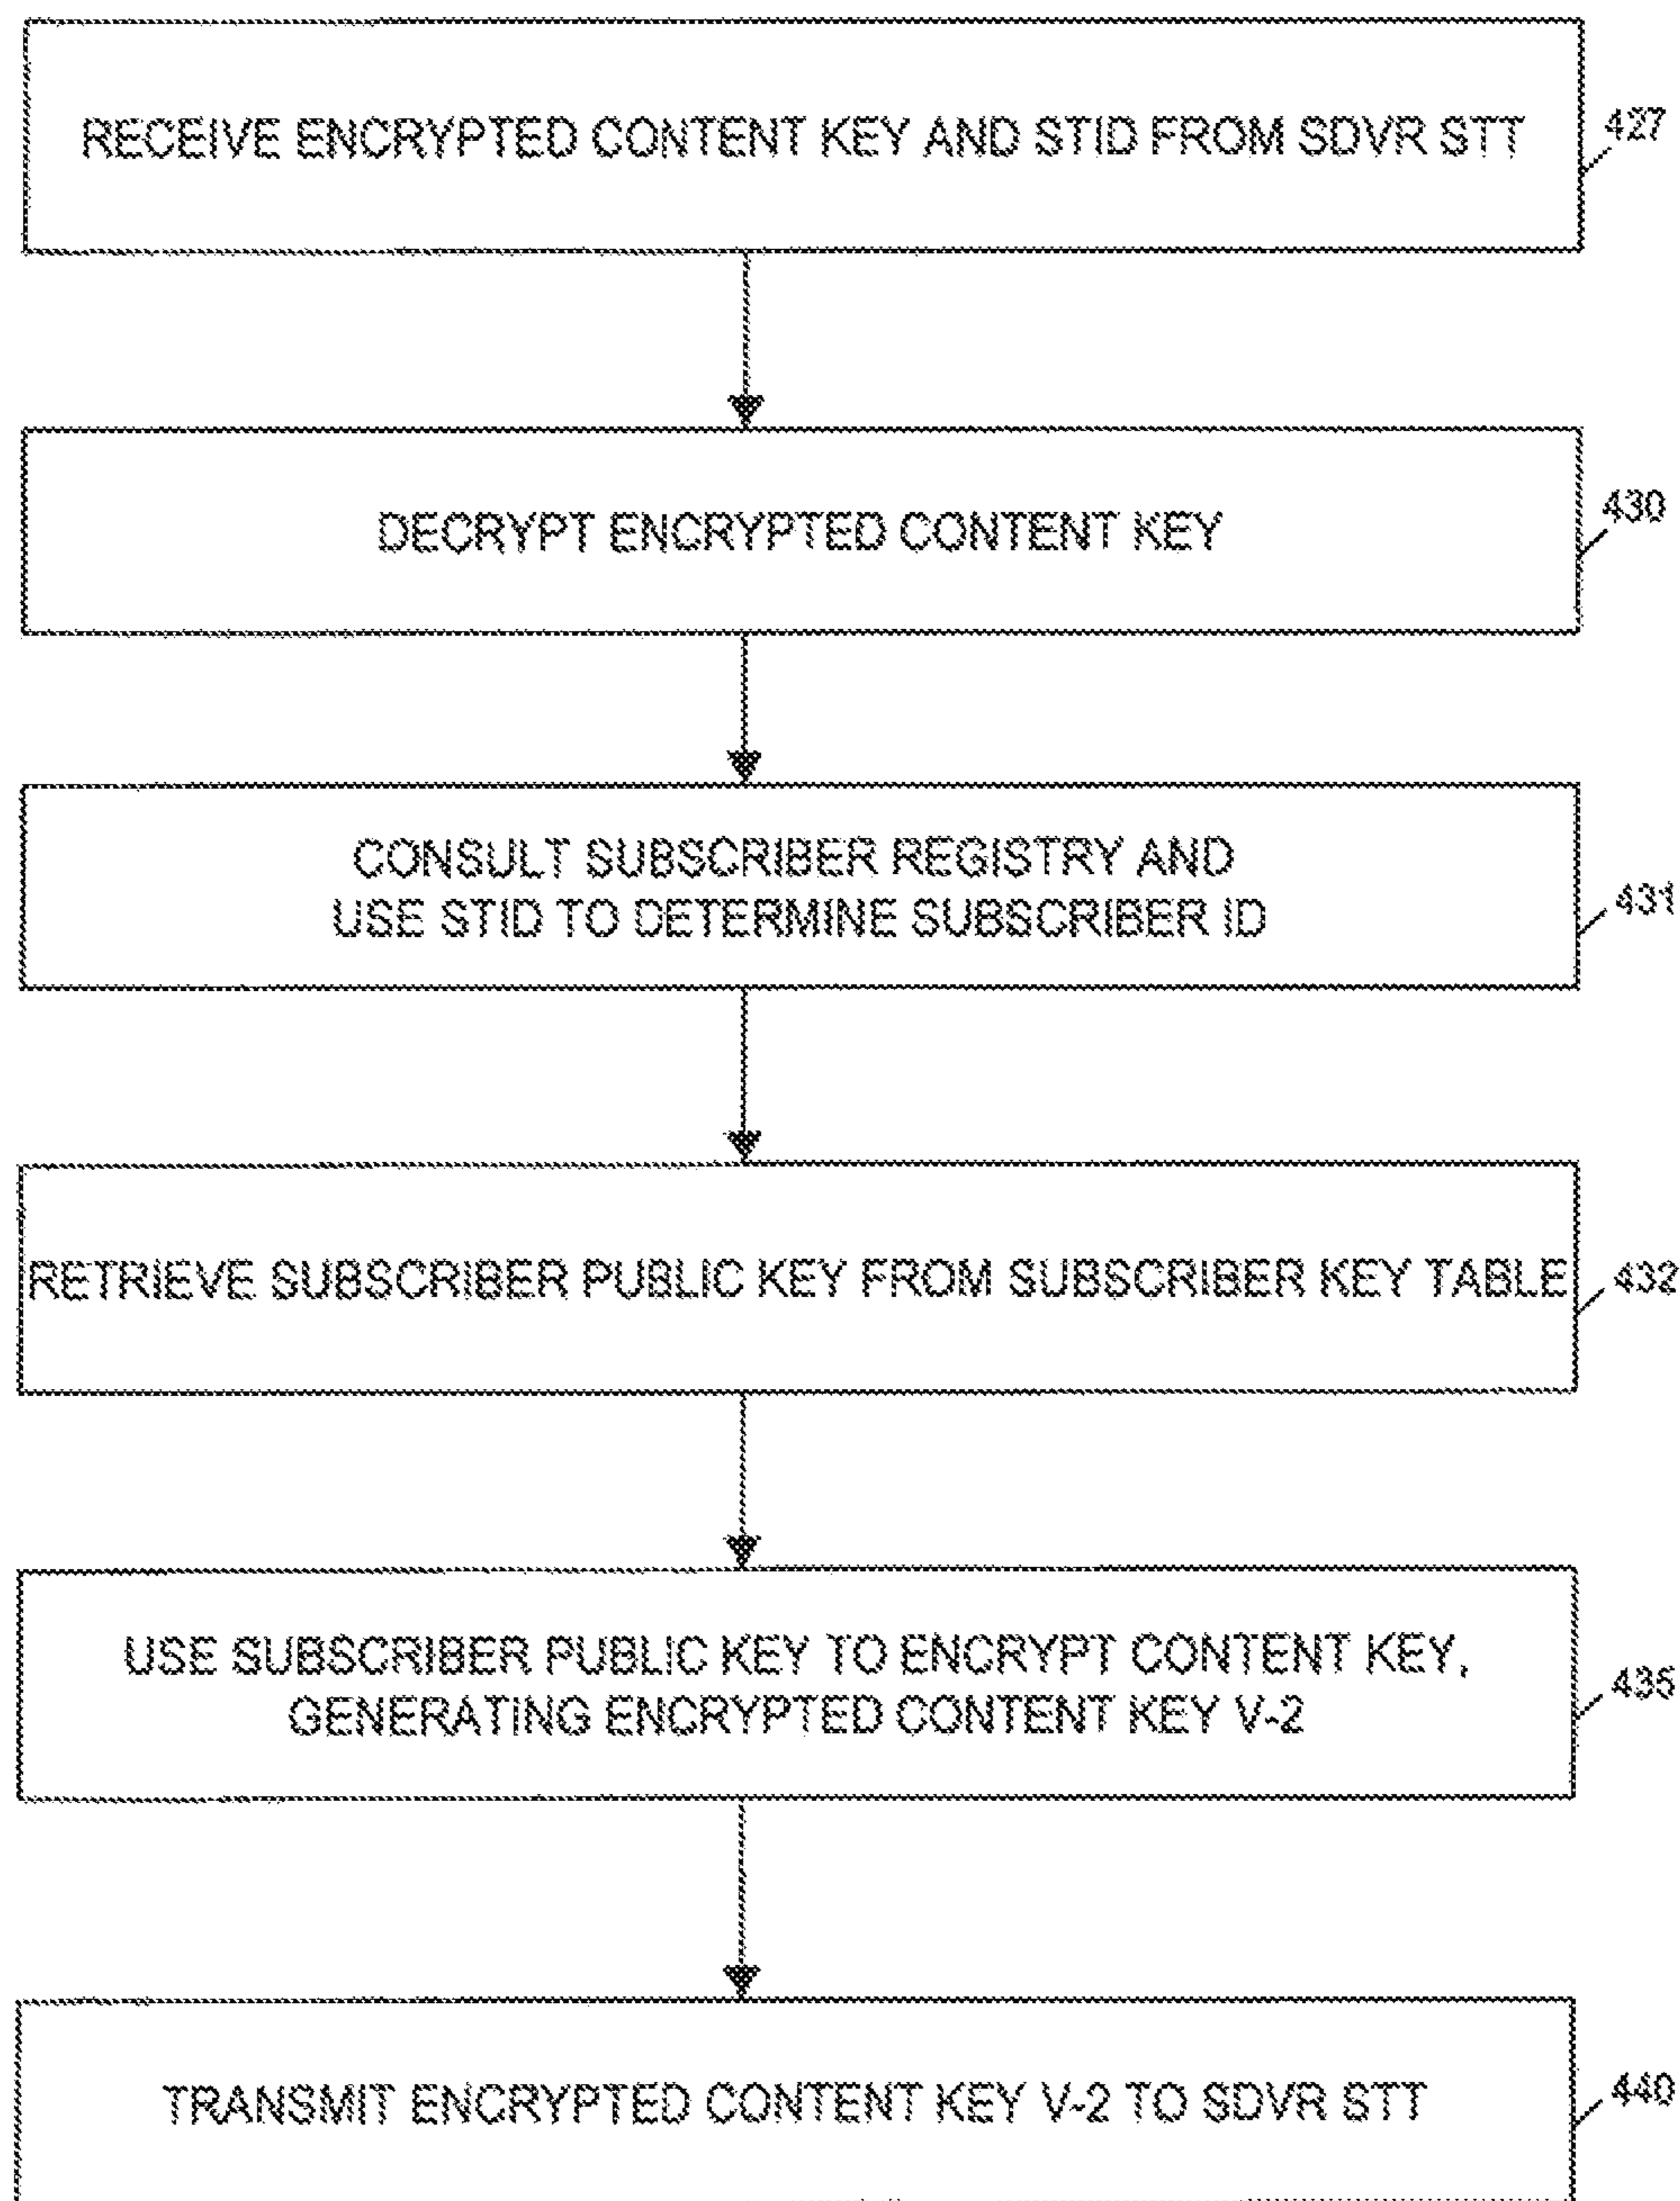 RECEIVE ENCRYPTED CONTENT KEY AND STID FROM SDVR STT
427
DECRYPT ENCRYPTED CONTENT KEY
430
CONSULT SUBSCRIBER REGISTRY AND
USE STID TO DETERMINE SUBSCRIBER ID
431
RETRIEVE SUBSCRIBER PUBLIC KEY FROM SUBSCRIBER KEY TABLE
432
USE SUBSCRIBER PUBLIC KEY TO ENCRYPT CONTENT KEY,
GENERATING ENCRYPTED CONTENT KEY V-2
435
TRANSMIT ENCRYPTED CONTENT KEY V-2 TO SDVR STT
440